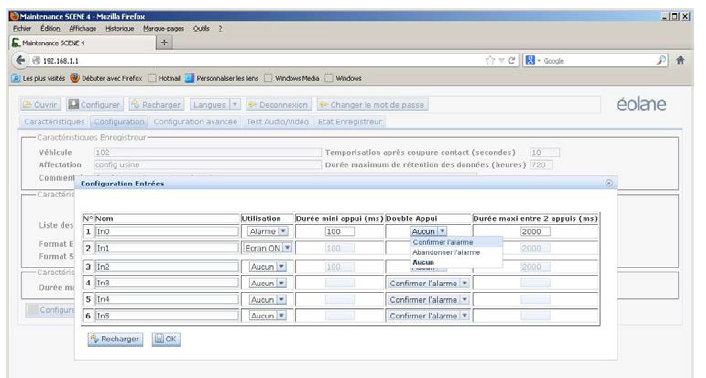 Maintenance SCENE 4 - Mozilla Firefox
Fichier Édition Affichage Historique Marque-pages Outils ?
Maintenance SCENE 4 +
192.168.1.1 Google
Les plus visités Débuter avec Firefox Hotmail Personnaliser les liens Windows Media Windows
Ouvrir Configurer Recharger Langues Deconnexion Changer le mot de passe éolane
Caractéristiques Configuration Configuration avancée Test Audio/Vidéo Etat Enregistreur
Caractéristiques Enregistreur
Véhicule 102 Temporisation après coupure contact (secondes) 10
Affectation config usine Durée maximum de rétention des données (heures) 720
Comment
Configuration Entrées
Caractéris
N° Nom Utilisation Durée mini appui (ms) Double Appui Durée maxi entre 2 appuis (ms)
1 In0 Alarme 100 Aucun 2000
Confirmer l'alarme
2 In1 Ecran ON 100 Abandonner l'alarme 2000
Aucun
3 In2 Aucun 100 2000
4 In3 Aucun Confirmer l'alarme
5 In4 Aucun Confirmer l'alarme
6 In5 Aucun Confirmer l'alarme
Liste des
Format E
Format S
Caractéris
Durée m
Configur
Recharger OK